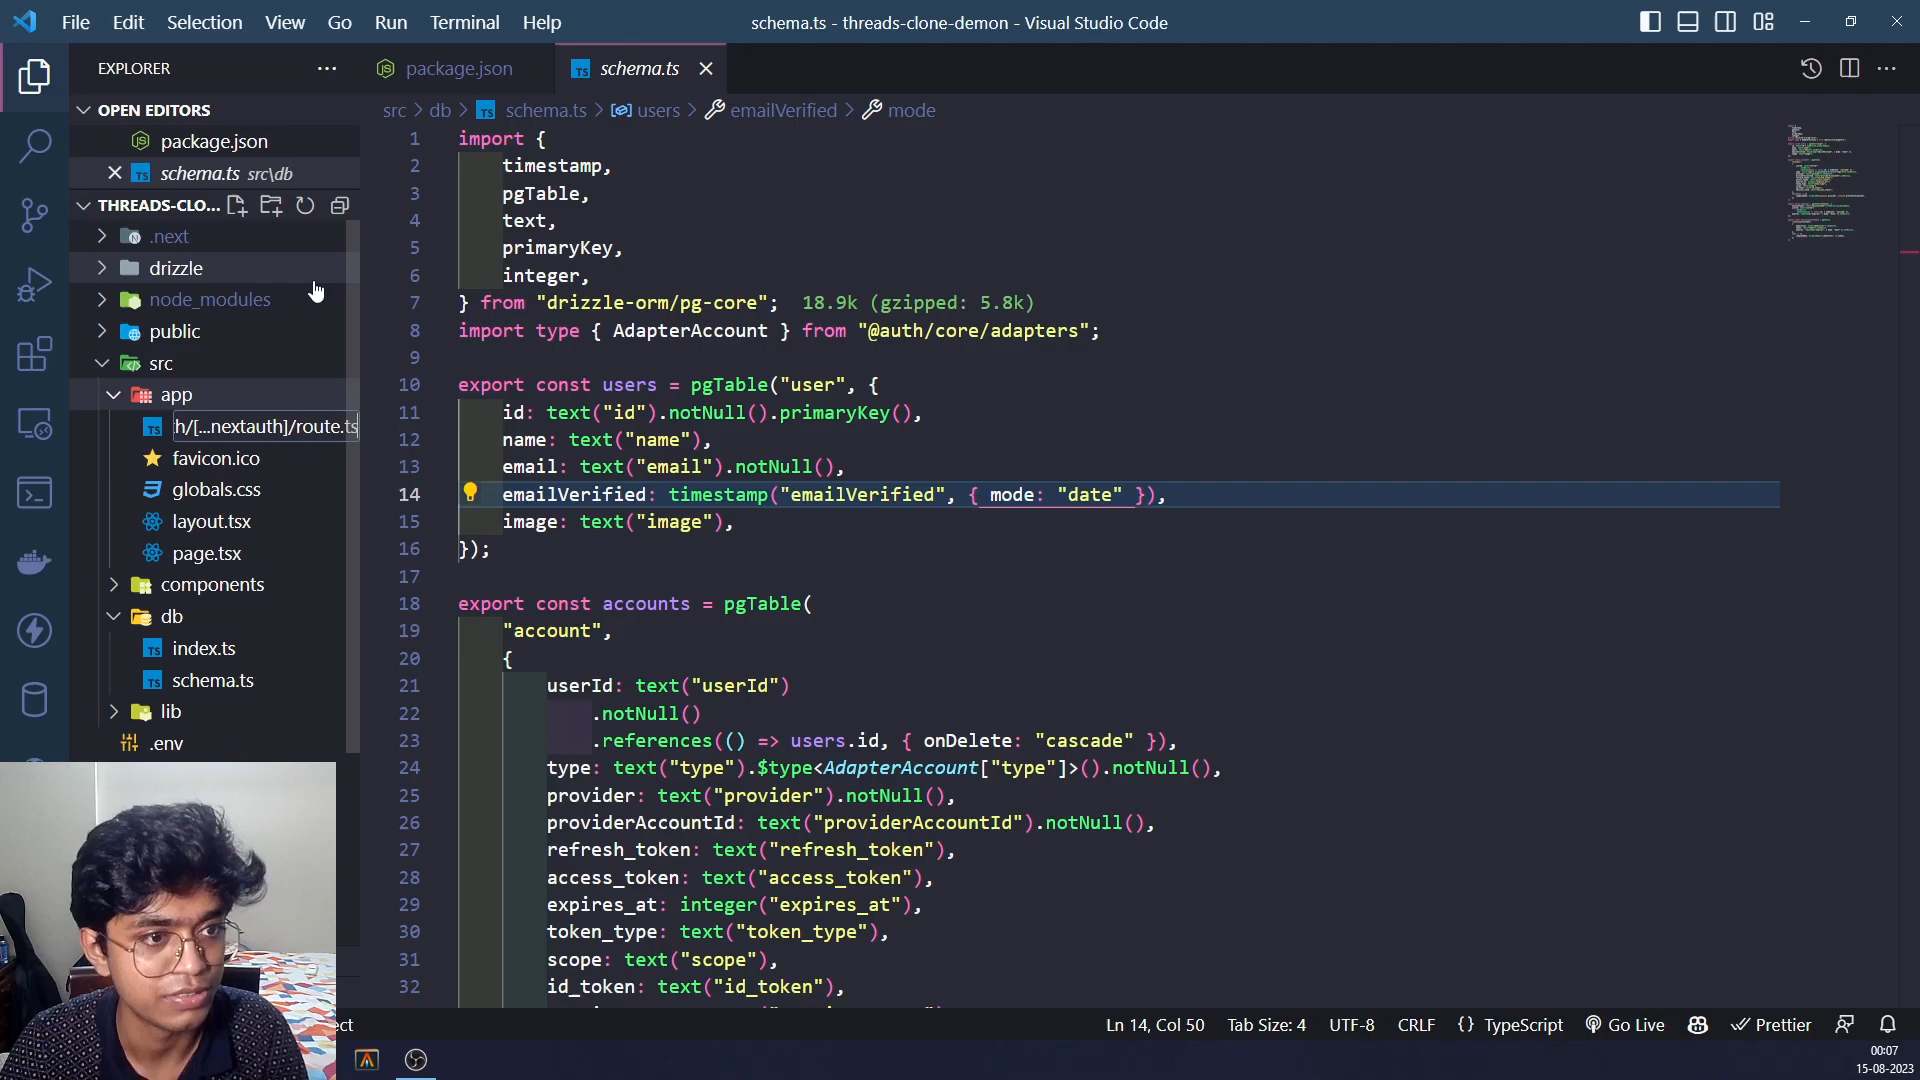 File Edit Selection View Go Run Terminal Help
schema.ts - threads-clone-demon - Visual Studio Code
EXPLORER
package.json
TS schema.ts
OPEN EDITORS
package.json
TS schema.ts src\db
THREADS-CLO...
.next
drizzle
node_modules
public
src
app
TS h/[...nextauth]/route.ts
favicon.ico
globals.css
layout.tsx
page.tsx
components
db
TS index.ts
TS schema.ts
lib
.env
src > db > TS schema.ts > users > emailVerified > mode
1 import {
2 timestamp,
3 pgTable,
4 text,
5 primaryKey,
6 integer,
7 } from "drizzle-orm/pg-core"; 18.9k (gzipped: 5.8k)
8 import type { AdapterAccount } from "@auth/core/adapters";
9
10 export const users = pgTable("user", {
11 id: text("id").notNull().primaryKey(),
12 name: text("name"),
13 email: text("email").notNull(),
14 emailVerified: timestamp("emailVerified", { mode: "date" }),
15 image: text("image"),
16 });
17
18 export const accounts = pgTable(
19 "account",
20 {
21 userId: text("userId")
22 .notNull()
23 .references(() => users.id, { onDelete: "cascade" }),
24 type: text("type").$type<AdapterAccount["type"]>().notNull(),
25 provider: text("provider").notNull(),
26 providerAccountId: text("providerAccountId").notNull(),
27 refresh_token: text("refresh_token"),
28 access_token: text("access_token"),
29 expires_at: integer("expires_at"),
30 token_type: text("token_type"),
31 scope: text("scope"),
32 id_token: text("id_token"),
ect
Ln 14, Col 50 Tab Size: 4 UTF-8 CRLF {} TypeScript Go Live Prettier
00:07
15-08-2023